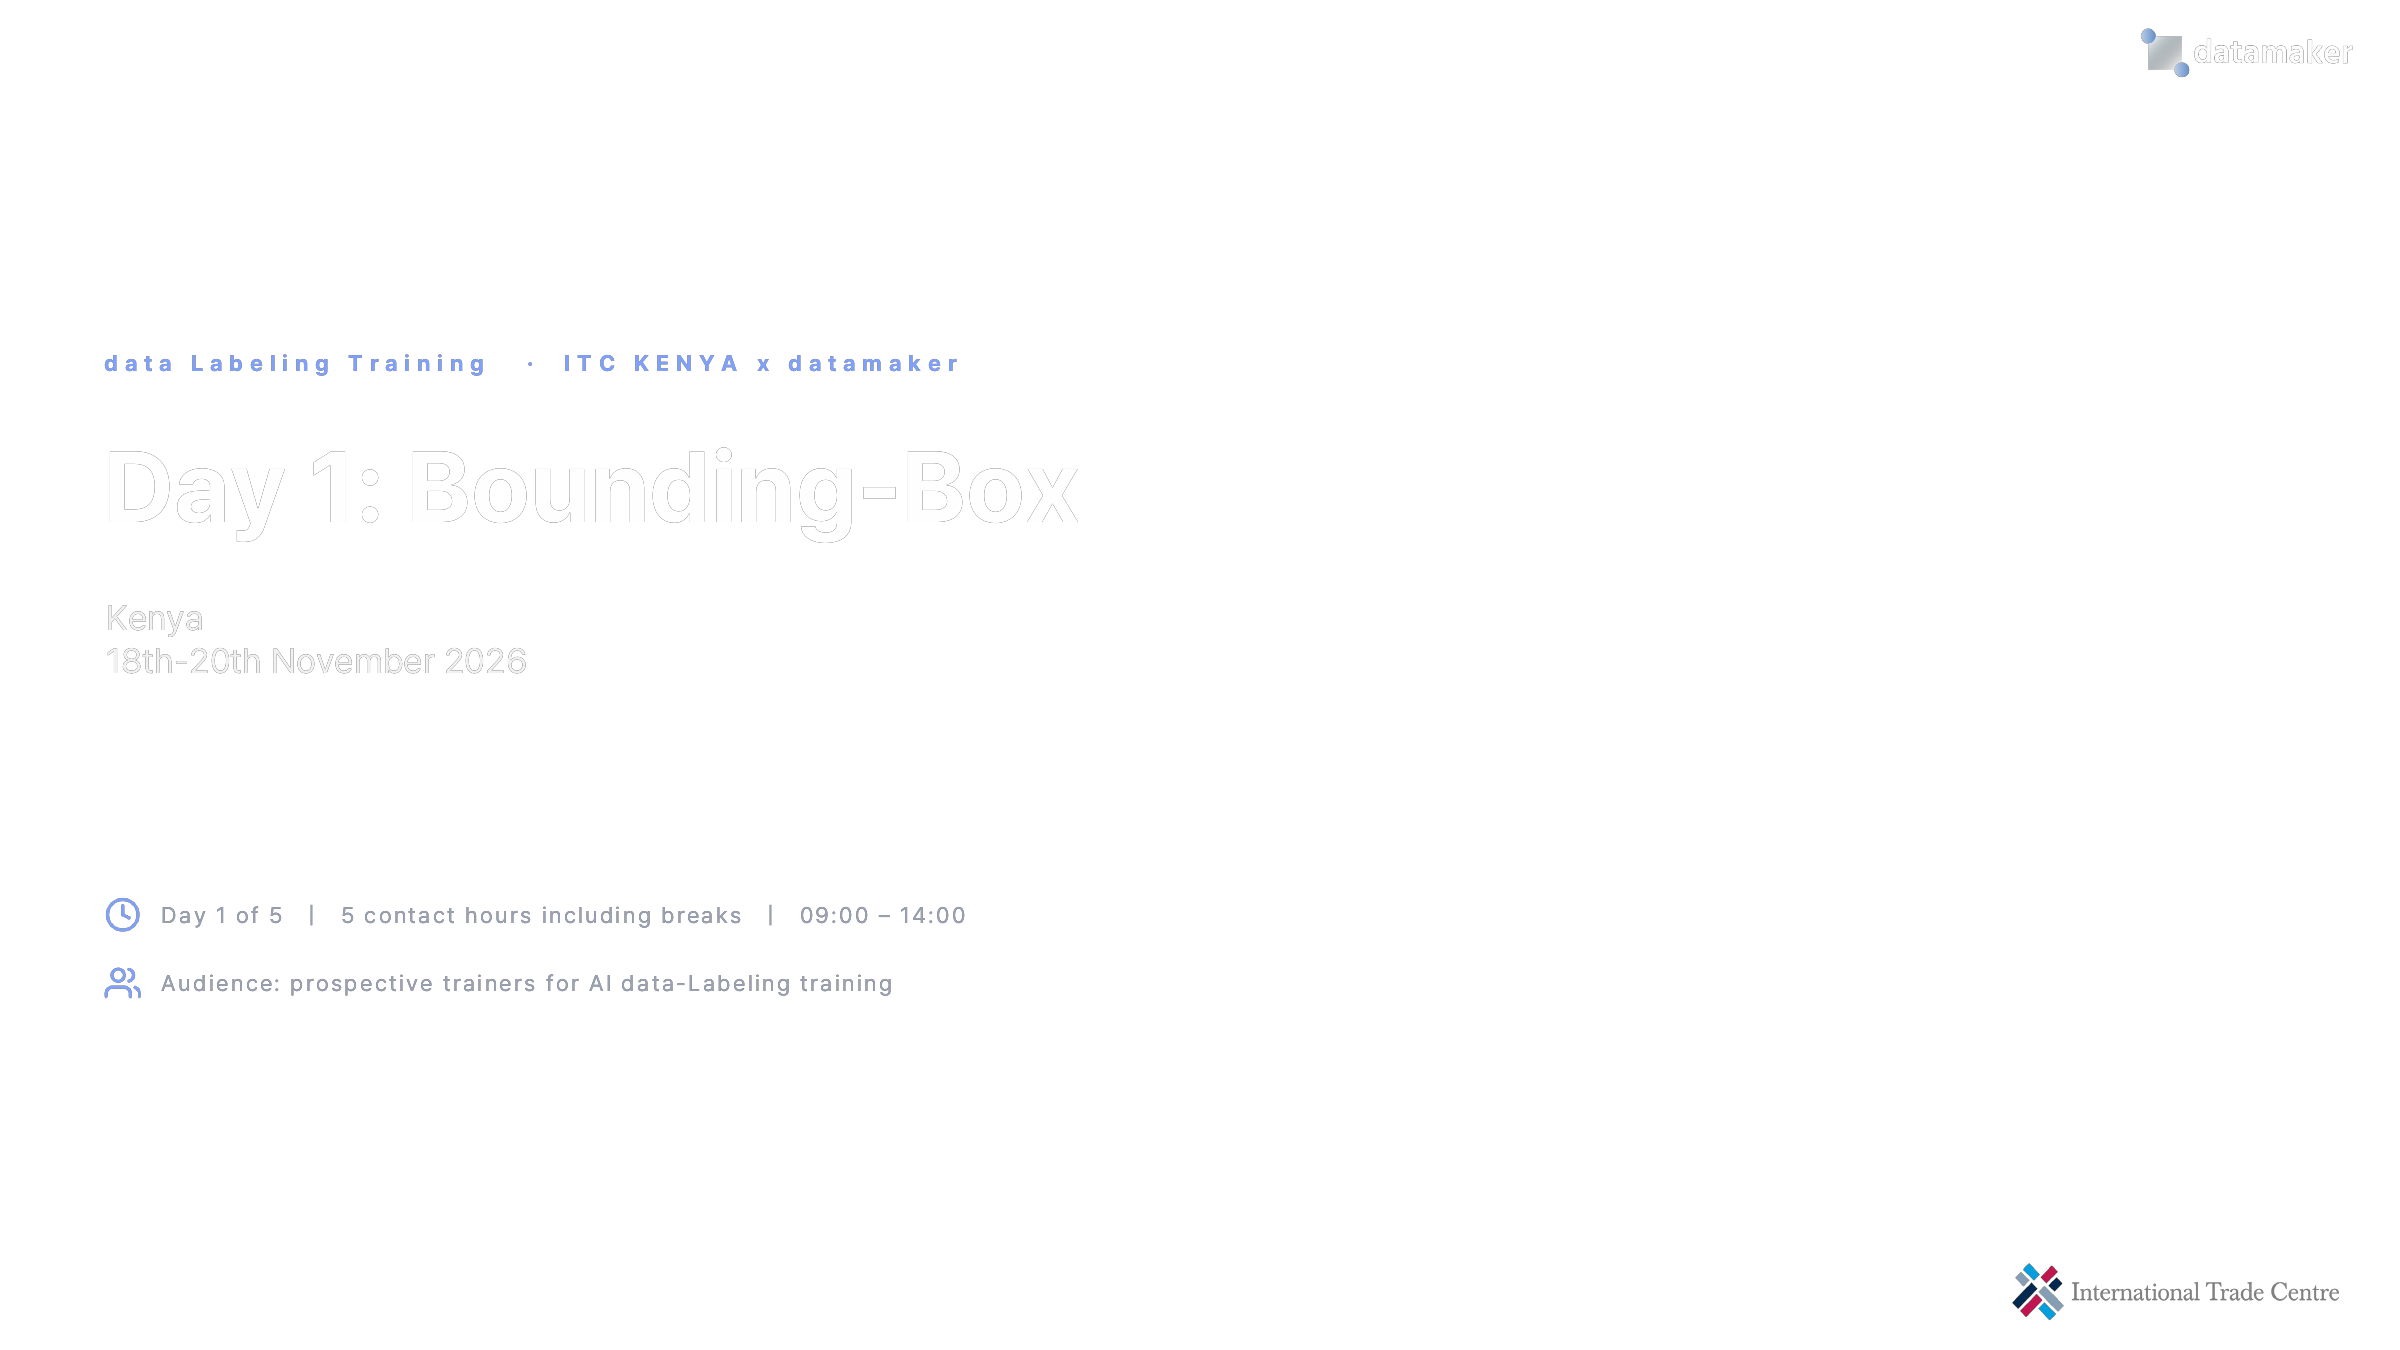 datamaker
data Labeling Training · ITC KENYA x datamaker
Day 1: Bounding-Box
Kenya
18th-20th November 2026
Day 1 of 5 | 5 contact hours including breaks | 09:00 – 14:00
Audience: prospective trainers for AI data-Labeling training
International Trade Centre